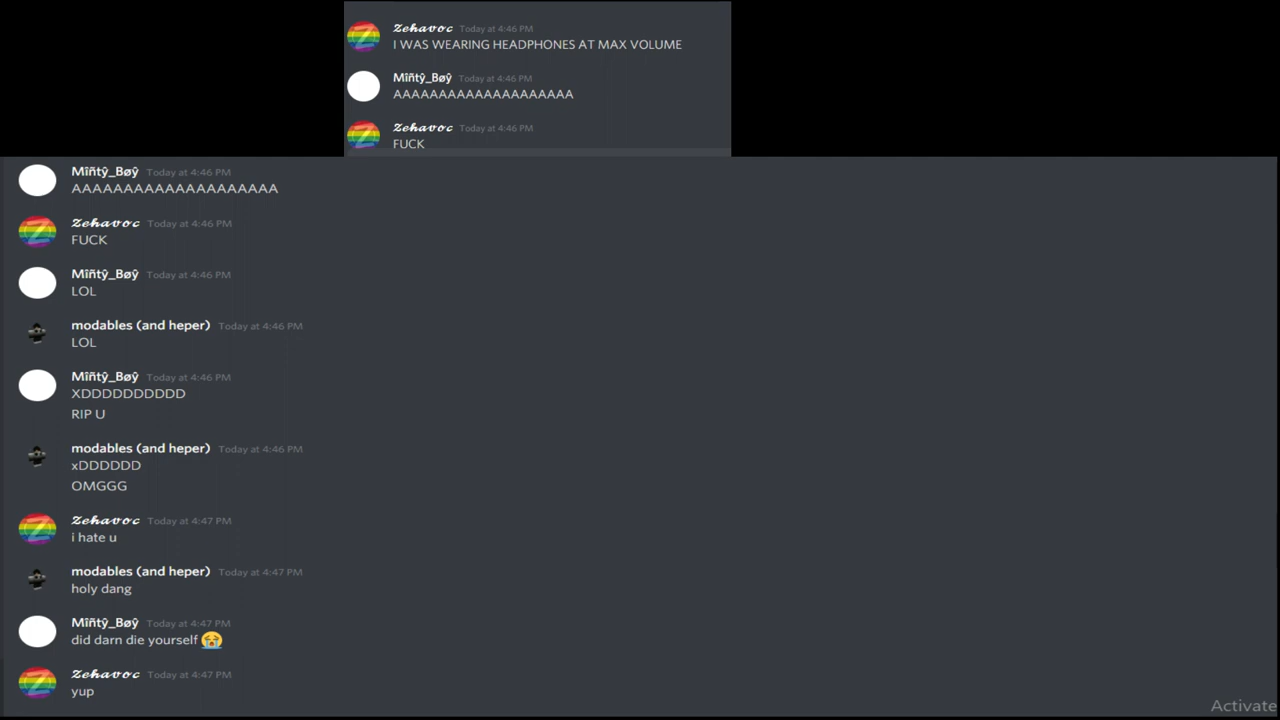 Zehavoc Today at 4:46 PM
I WAS WEARING HEADPHONES AT MAX VOLUME
Mîñtŷ_Bøŷ Today at 4:46 PM
AAAAAAAAAAAAAAAAAAAA
Zehavoc Today at 4:46 PM
FUCK
Mîñtŷ_Bøŷ Today at 4:46 PM
AAAAAAAAAAAAAAAAAAAA
Zehavoc Today at 4:46 PM
FUCK
Mîñtŷ_Bøŷ Today at 4:46 PM
LOL
modables (and heper) Today at 4:46 PM
LOL
Mîñtŷ_Bøŷ Today at 4:46 PM
XDDDDDDDDDD
RIP U
modables (and heper) Today at 4:46 PM
xDDDDDD
OMGGG
Zehavoc Today at 4:47 PM
i hate u
modables (and heper) Today at 4:47 PM
holy dang
Mîñtŷ_Bøŷ Today at 4:47 PM
did darn die yourself 😭
Zehavoc Today at 4:47 PM
yup
Activate